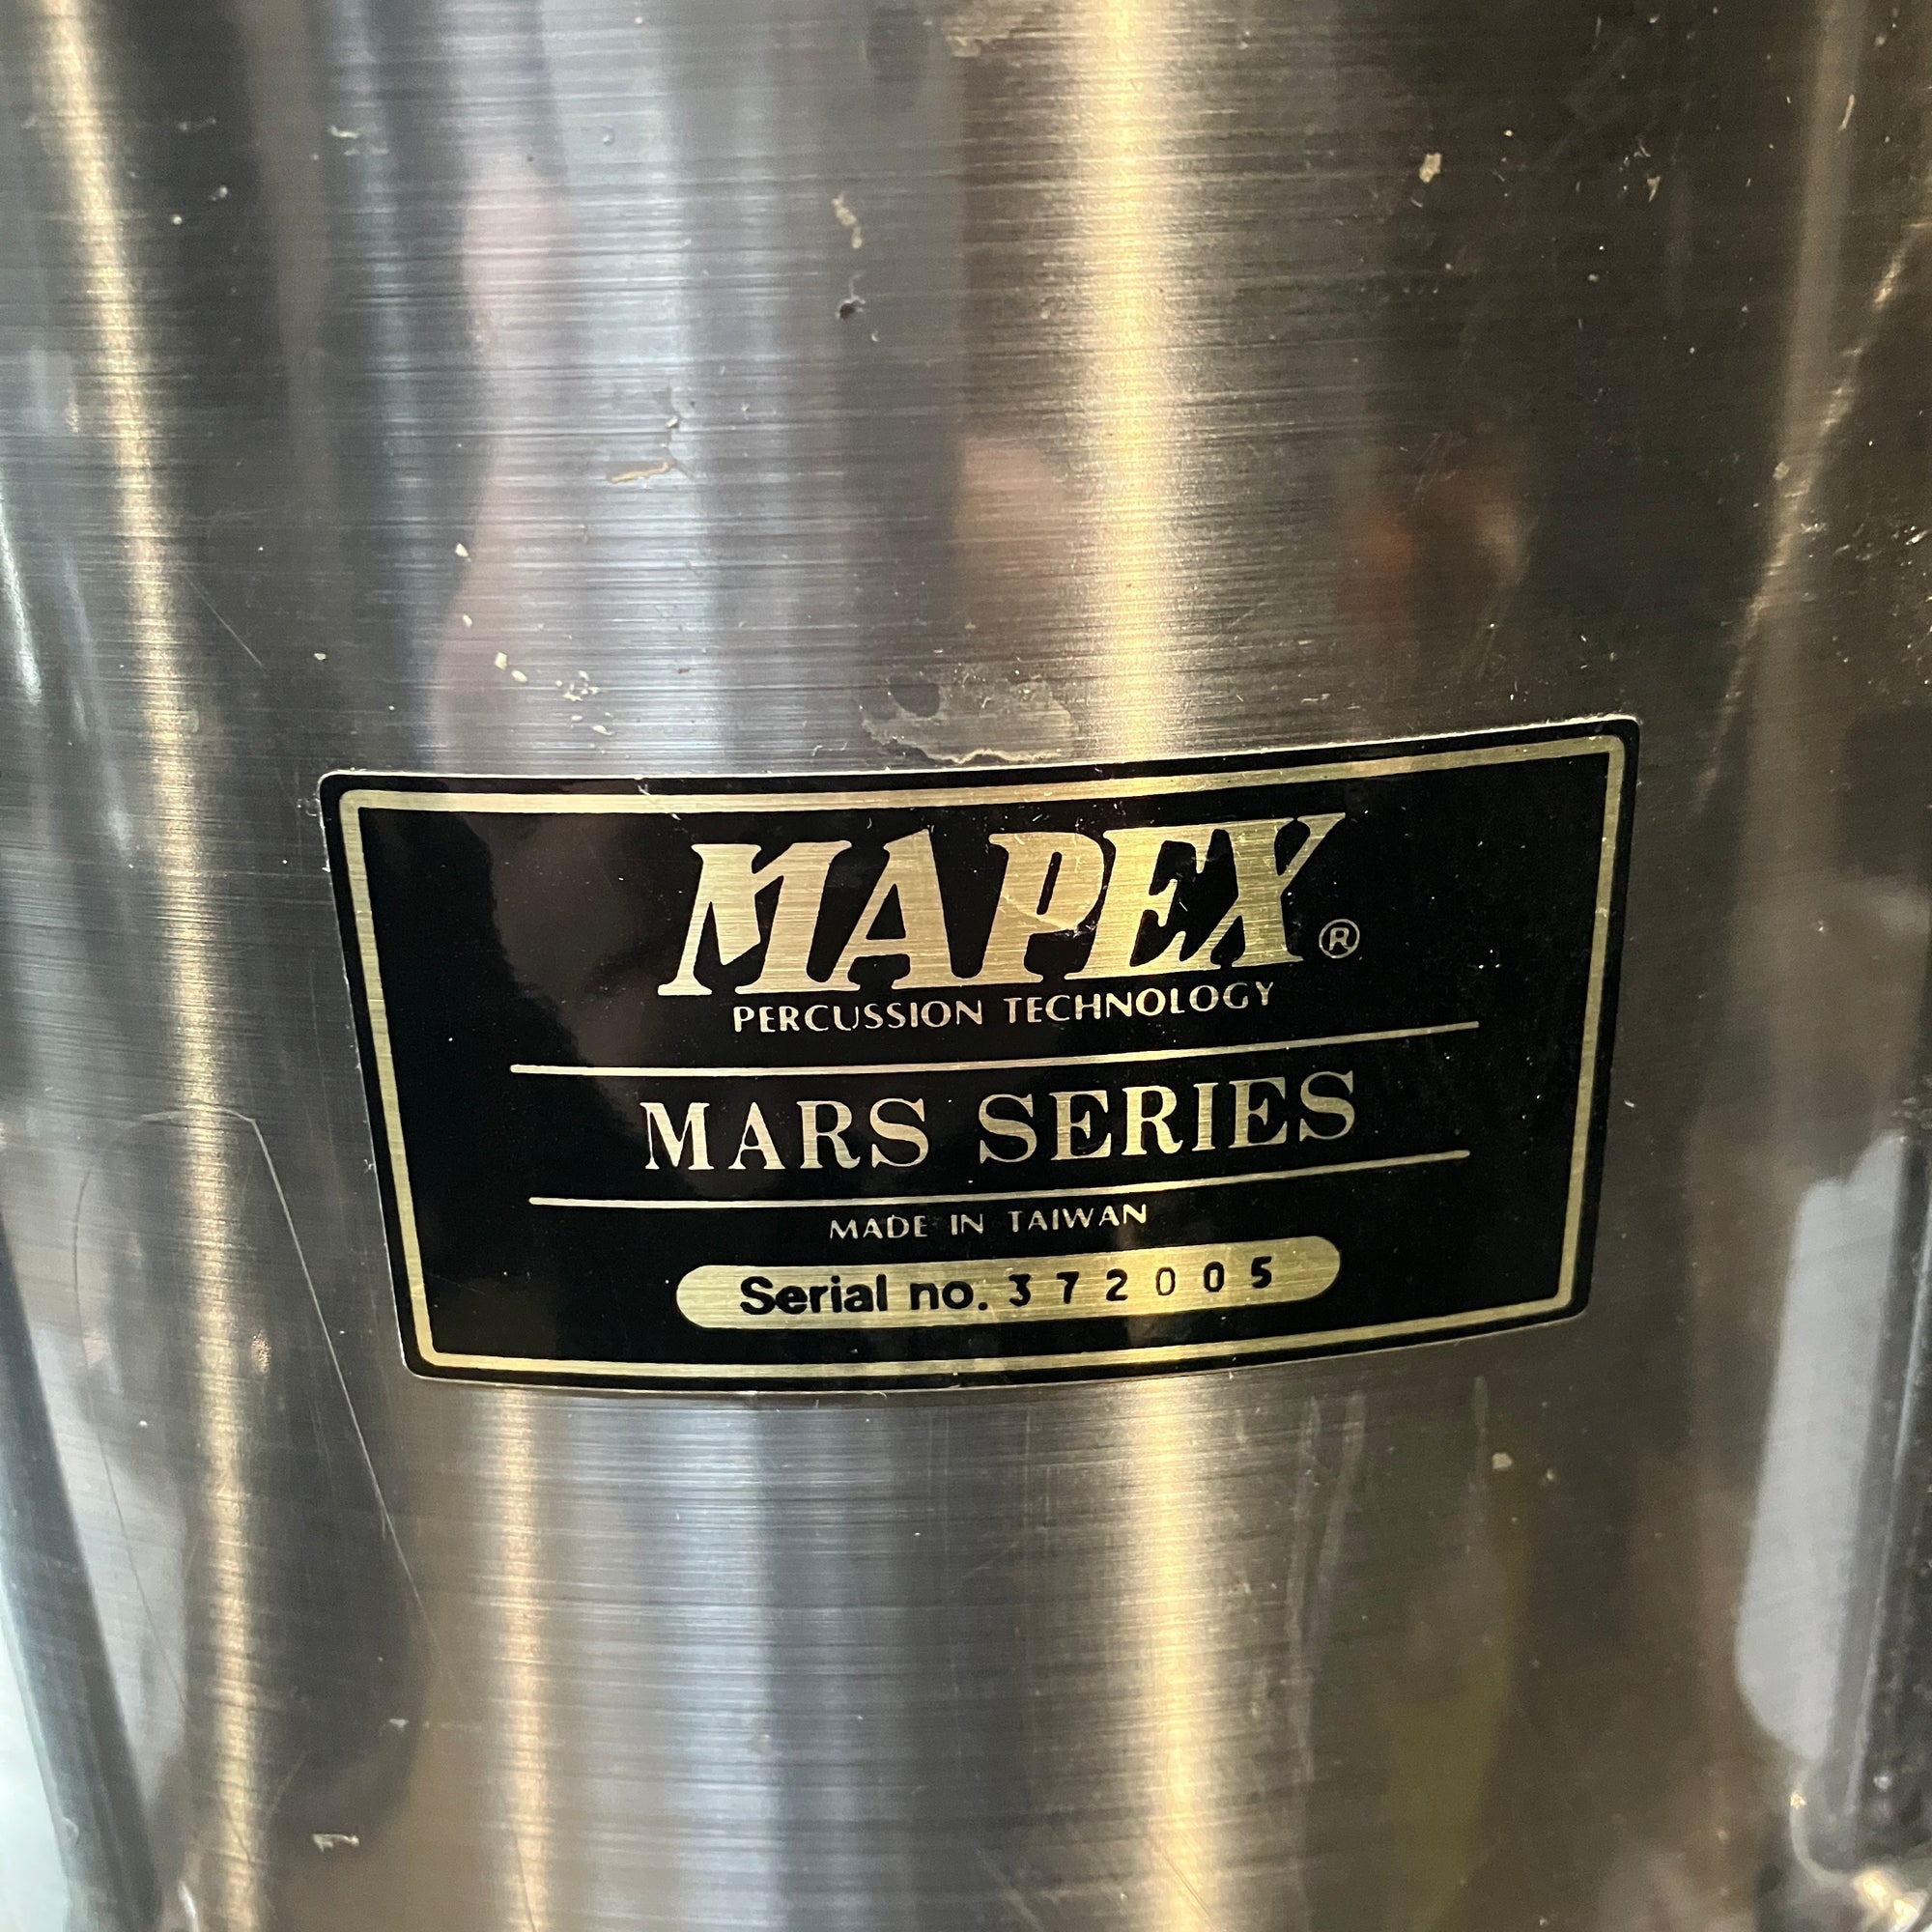 MAPEX®
PERCUSSION TECHNOLOGY
MARS SERIES
MADE IN TAIWAN
Serial no. 372005